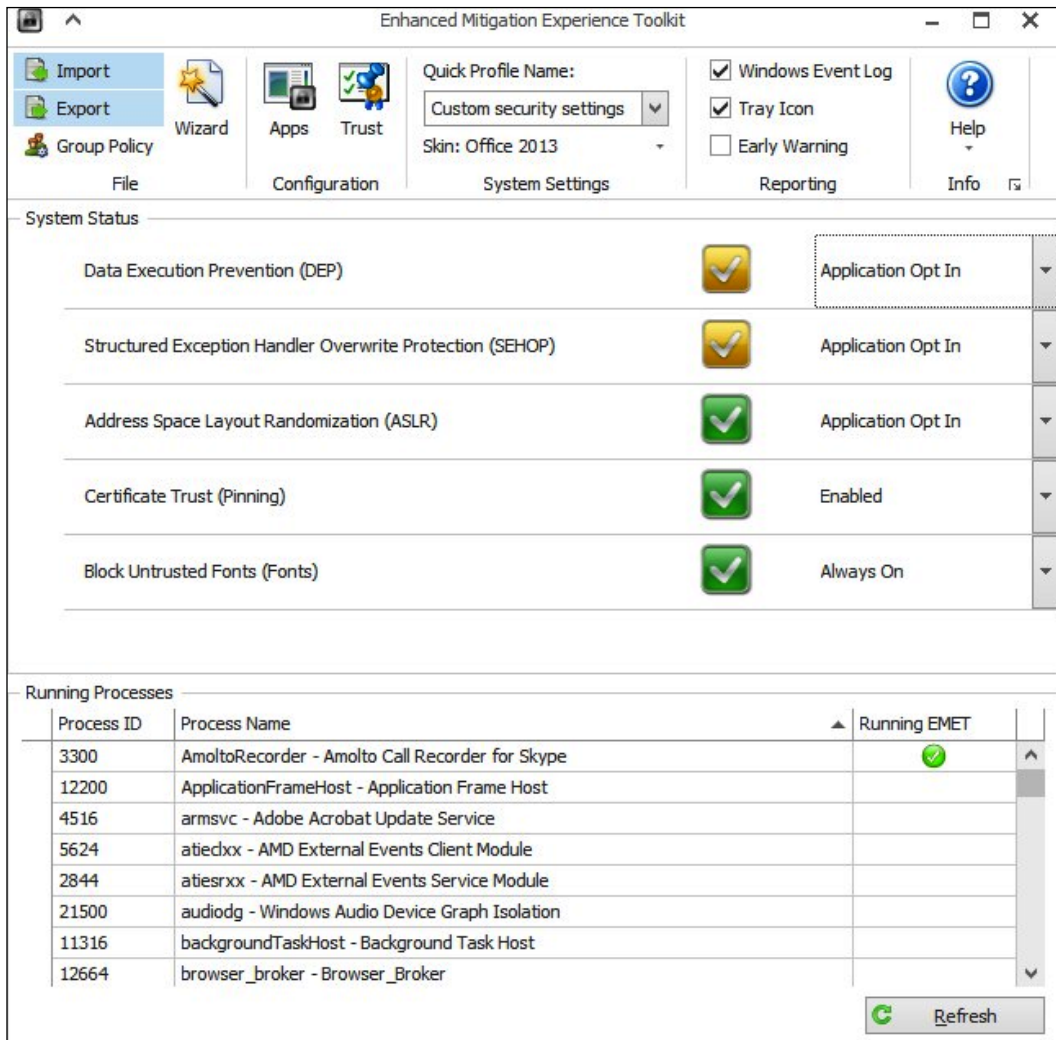 Enhanced Mitigation Experience Toolkit
Import
Export
Group Policy
File
Wizard
Apps
Trust
Configuration
Quick Profile Name:
Custom security settings
Skin: Office 2013
System Settings
Windows Event Log
Tray Icon
Early Warning
Reporting
Help
Info
System Status
Data Execution Prevention (DEP) Application Opt In
Structured Exception Handler Overwrite Protection (SEHOP) Application Opt In
Address Space Layout Randomization (ASLR) Application Opt In
Certificate Trust (Pinning) Enabled
Block Untrusted Fonts (Fonts) Always On
Running Processes
Process ID Process Name Running EMET
3300 AmoltoRecorder - Amolto Call Recorder for Skype
12200 ApplicationFrameHost - Application Frame Host
4516 armsvc - Adobe Acrobat Update Service
5624 atieclxx - AMD External Events Client Module
2844 atiesrxx - AMD External Events Service Module
21500 audiodg - Windows Audio Device Graph Isolation
11316 backgroundTaskHost - Background Task Host
12664 browser_broker - Browser_Broker
Refresh